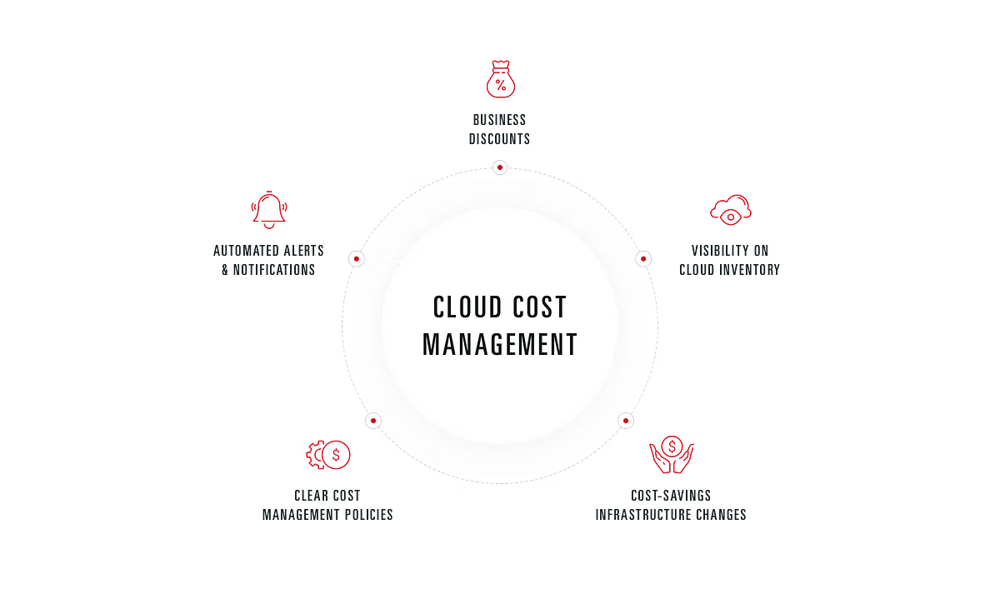 BUSINESS
DISCOUNTS
AUTOMATED ALERTS
& NOTIFICATIONS
VISIBILITY ON
CLOUD INVENTORY
CLOUD COST
MANAGEMENT
CLEAR COST
MANAGEMENT POLICIES
COST-SAVINGS
INFRASTRUCTURE CHANGES